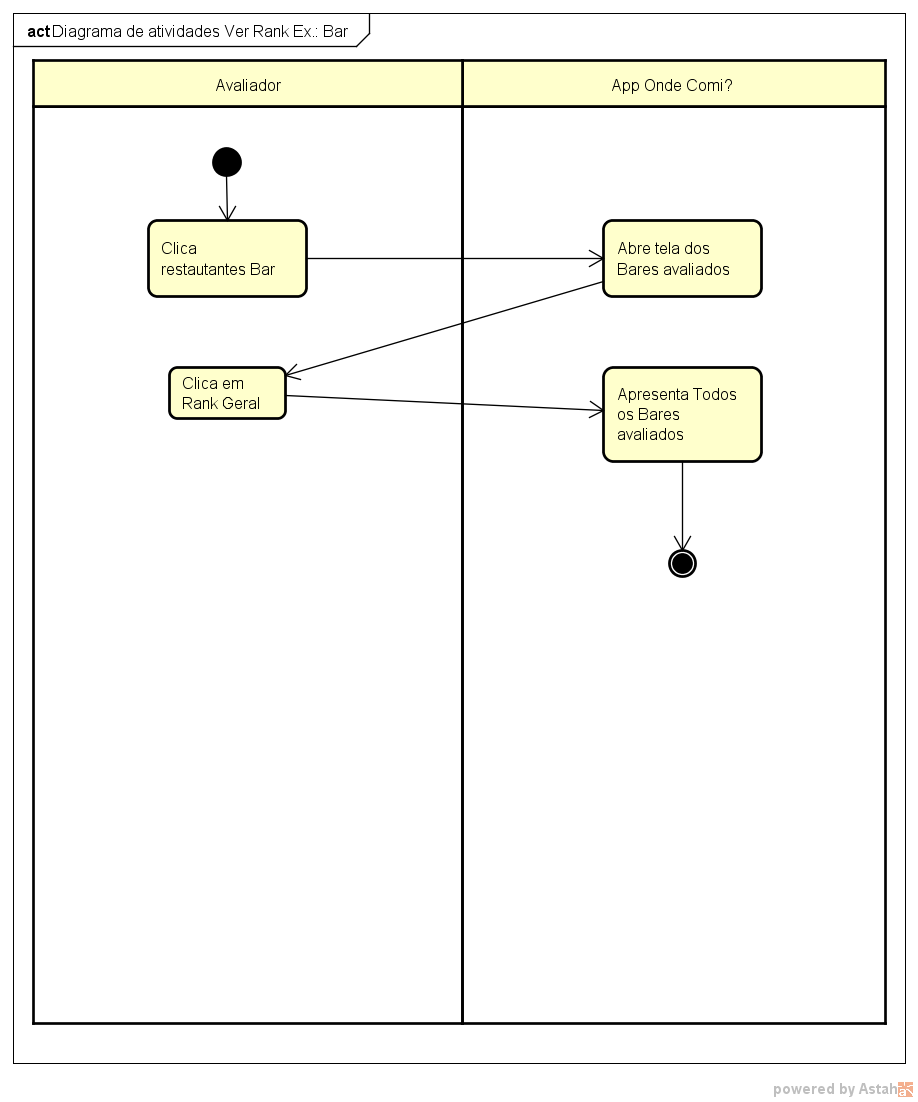 act Diagrama de atividades Ver Rank Ex.: Bar
Avaliador
App Onde Comi?
Clica
restautantes Bar
Abre tela dos
Bares avaliados
Clica em
Rank Geral
Apresenta Todos
os Bares
avaliados
powered by Astah